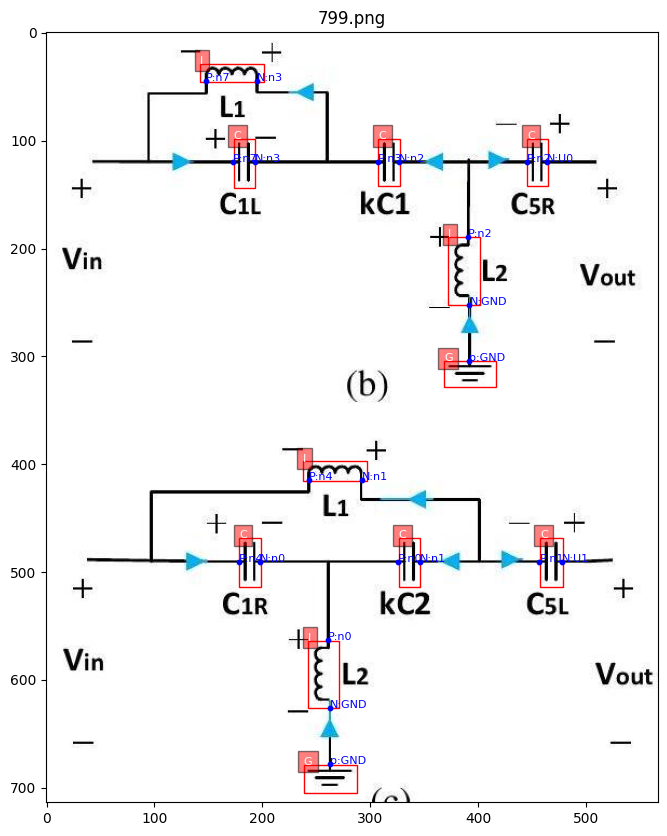 799.png
0
− +
L
P:n7 N:n3
L1
100
+ −
C
C
C
− +
P:n7 N:n3
P:n3 N:n2
P:n2 N:U0
+
C1L
kC1
C5R
+
200
+
L
P:n2
Vin
L2
Vout
−
N:GND
300
−
−
G
p:GND
(b)
400
− +
L
P:n4 N:n1
L1
+ −
− +
C
C
C
500
P:n4 N:n0
P:n0 N:n1
P:n1 N:U1
+
C1R
kC2
C5L
+
+
L
P:n0
600
Vin
L2
Vout
−
N:GND
−
−
G
p:GND
700
0 100 200 300 400 500